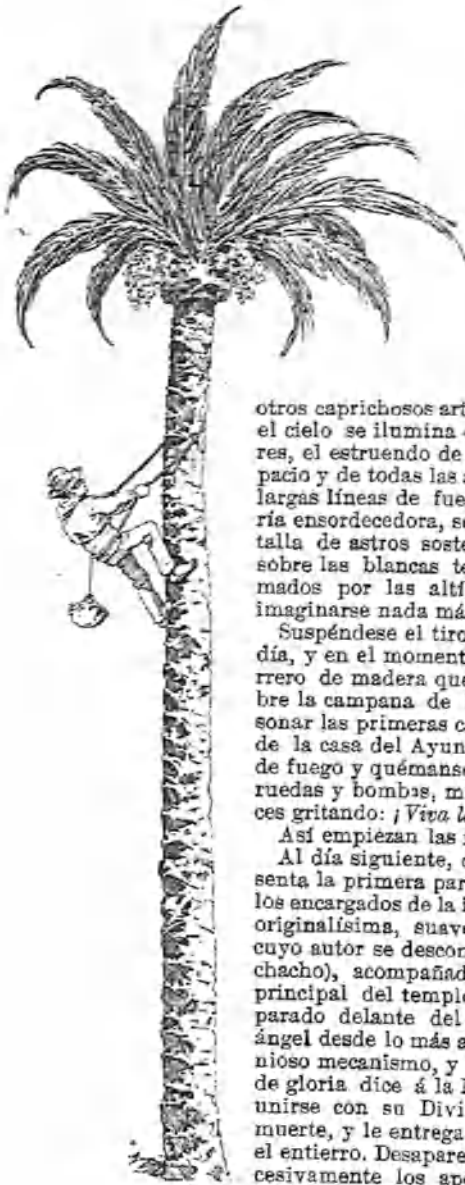 otros caprichosos art
el cielo se ilumina
res, el estruendo de
pacio y de todas las a
largas líneas de fue
ría ensordecedora, se
talla de astros soste
sobre las blancas te
mados por las altí
imaginarse nada má
Suspéndese el tiro
día, y en el moment
rrero de madera que
bre la campana de
sonar las primeras c
de la casa del Ayun
de fuego y quémanse
ruedas y bombas, m
ces gritando: ¡Viva l
Así empiezan las
Al día siguiente, c
senta la primera par
los encargados de la i
originalísima, suave
cuyo autor se descon
chacho), acompañad
principal del templo
parado delante del
ángel desde lo más a
nioso mecanismo, y
de gloria dice á la
unirse con su Divi
muerte, y le entrega
el entierro. Desapare
cesivamente los apó